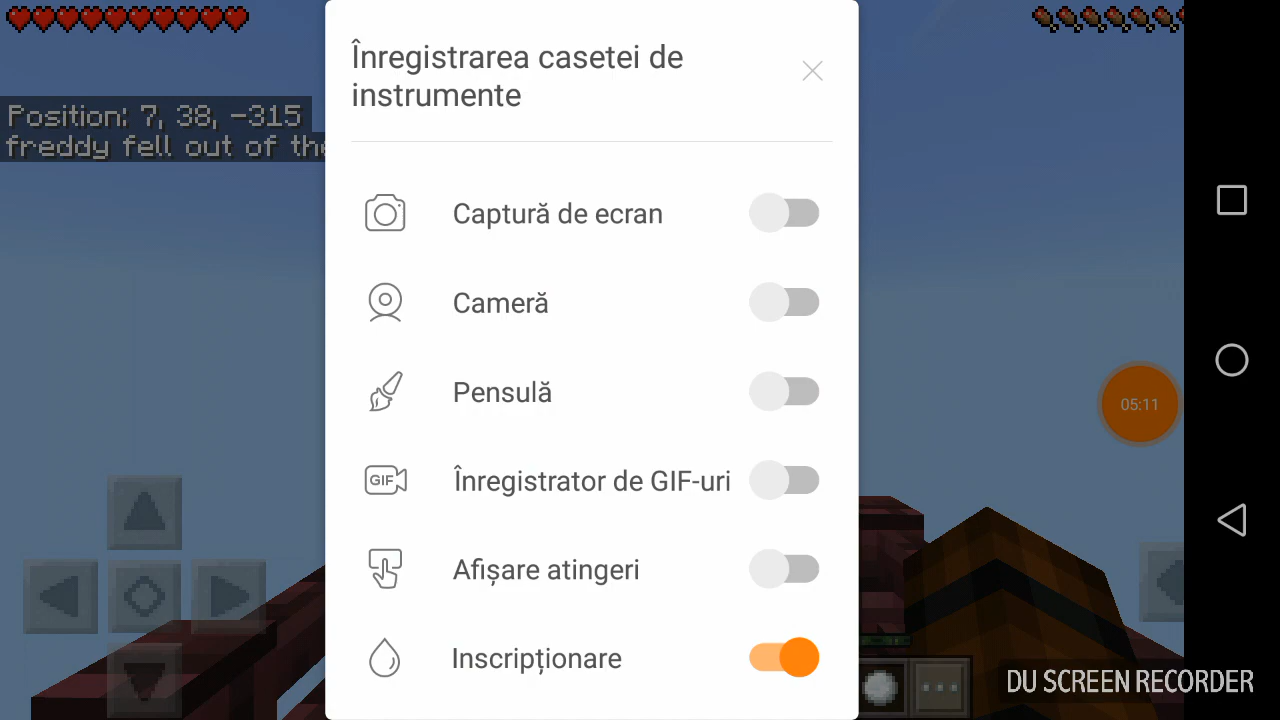 Înregistrarea casetei de
instrumente
Position: 7, 38, -315
freddy fell out of the
Captură de ecran
Cameră
Pensulă
GIF
Înregistrator de GIF-uri
Afișare atingeri
Inscripționare
05:11
DU SCREEN RECORDER